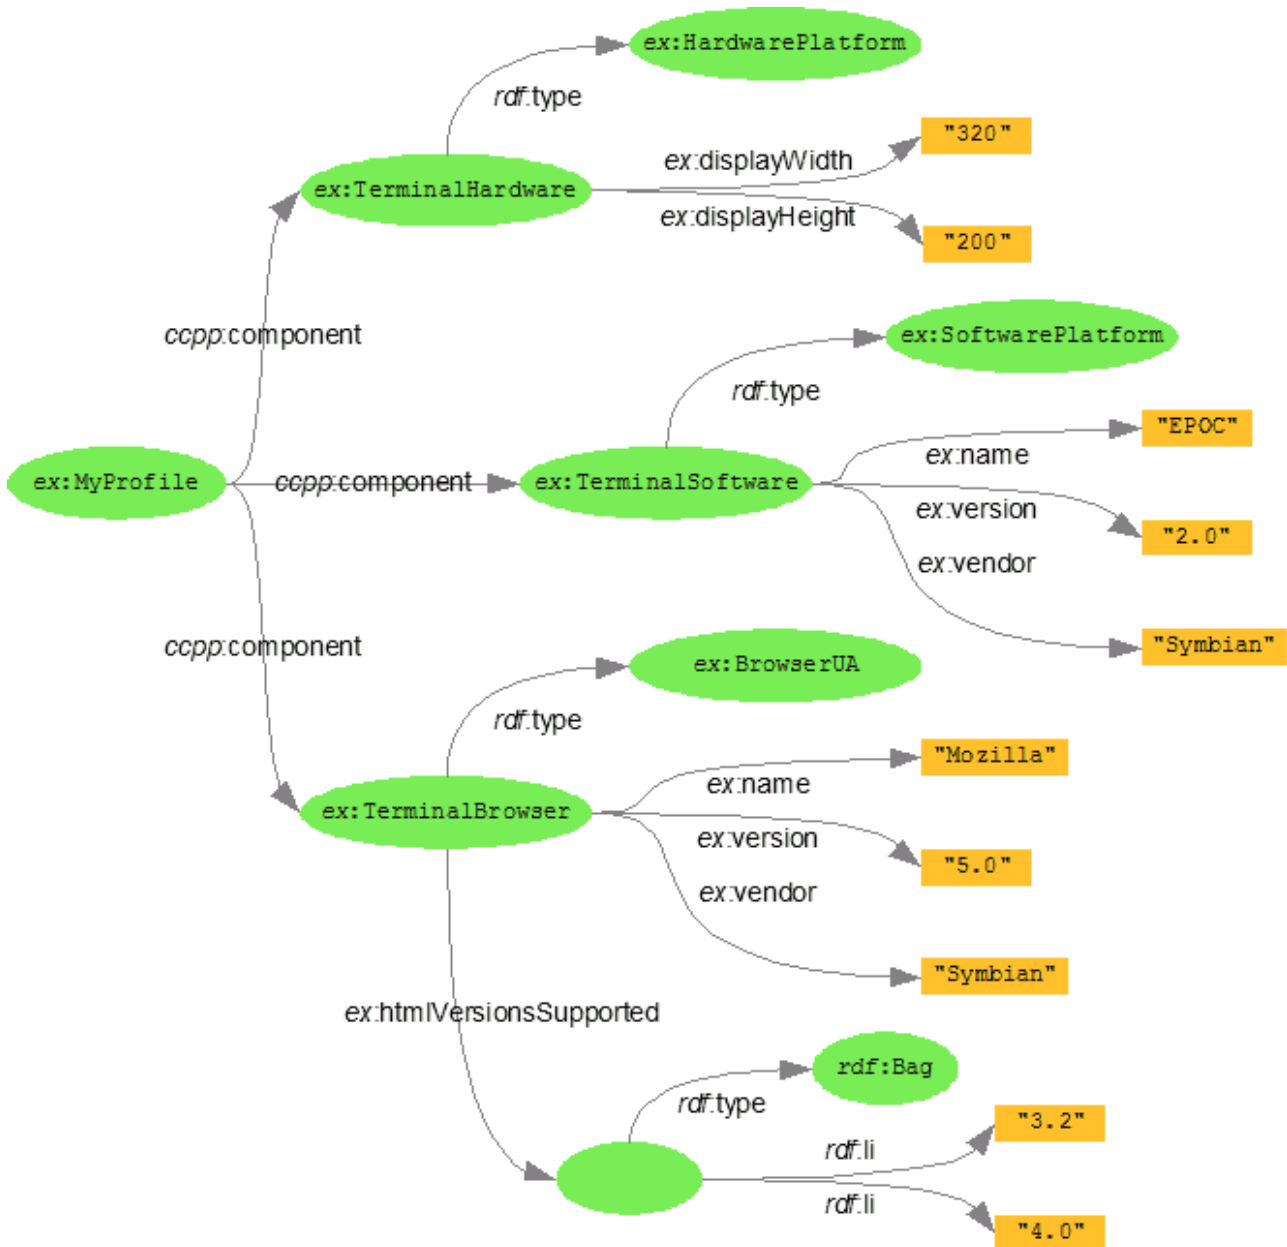 ex:HardwarePlatform
rdf:type
"320"
ex:displayWidth
ex:TerminalHardware
ex:displayHeight
"200"
ccpp:component
ex:SoftwarePlatform
rdf:type
"EPOC"
ex:name
ex:MyProfile
ccpp:component
ex:TerminalSoftware
ex:version
"2.0"
ex:vendor
ccpp:component
"Symbian"
ex:BrowserUA
rdf:type
"Mozilla"
ex:name
ex:TerminalBrowser
ex:version
"5.0"
ex:vendor
"Symbian"
ex:htmlVersionsSupported
rdf:Bag
rdf:type
"3.2"
rdf:li
rdf:li
"4.0"